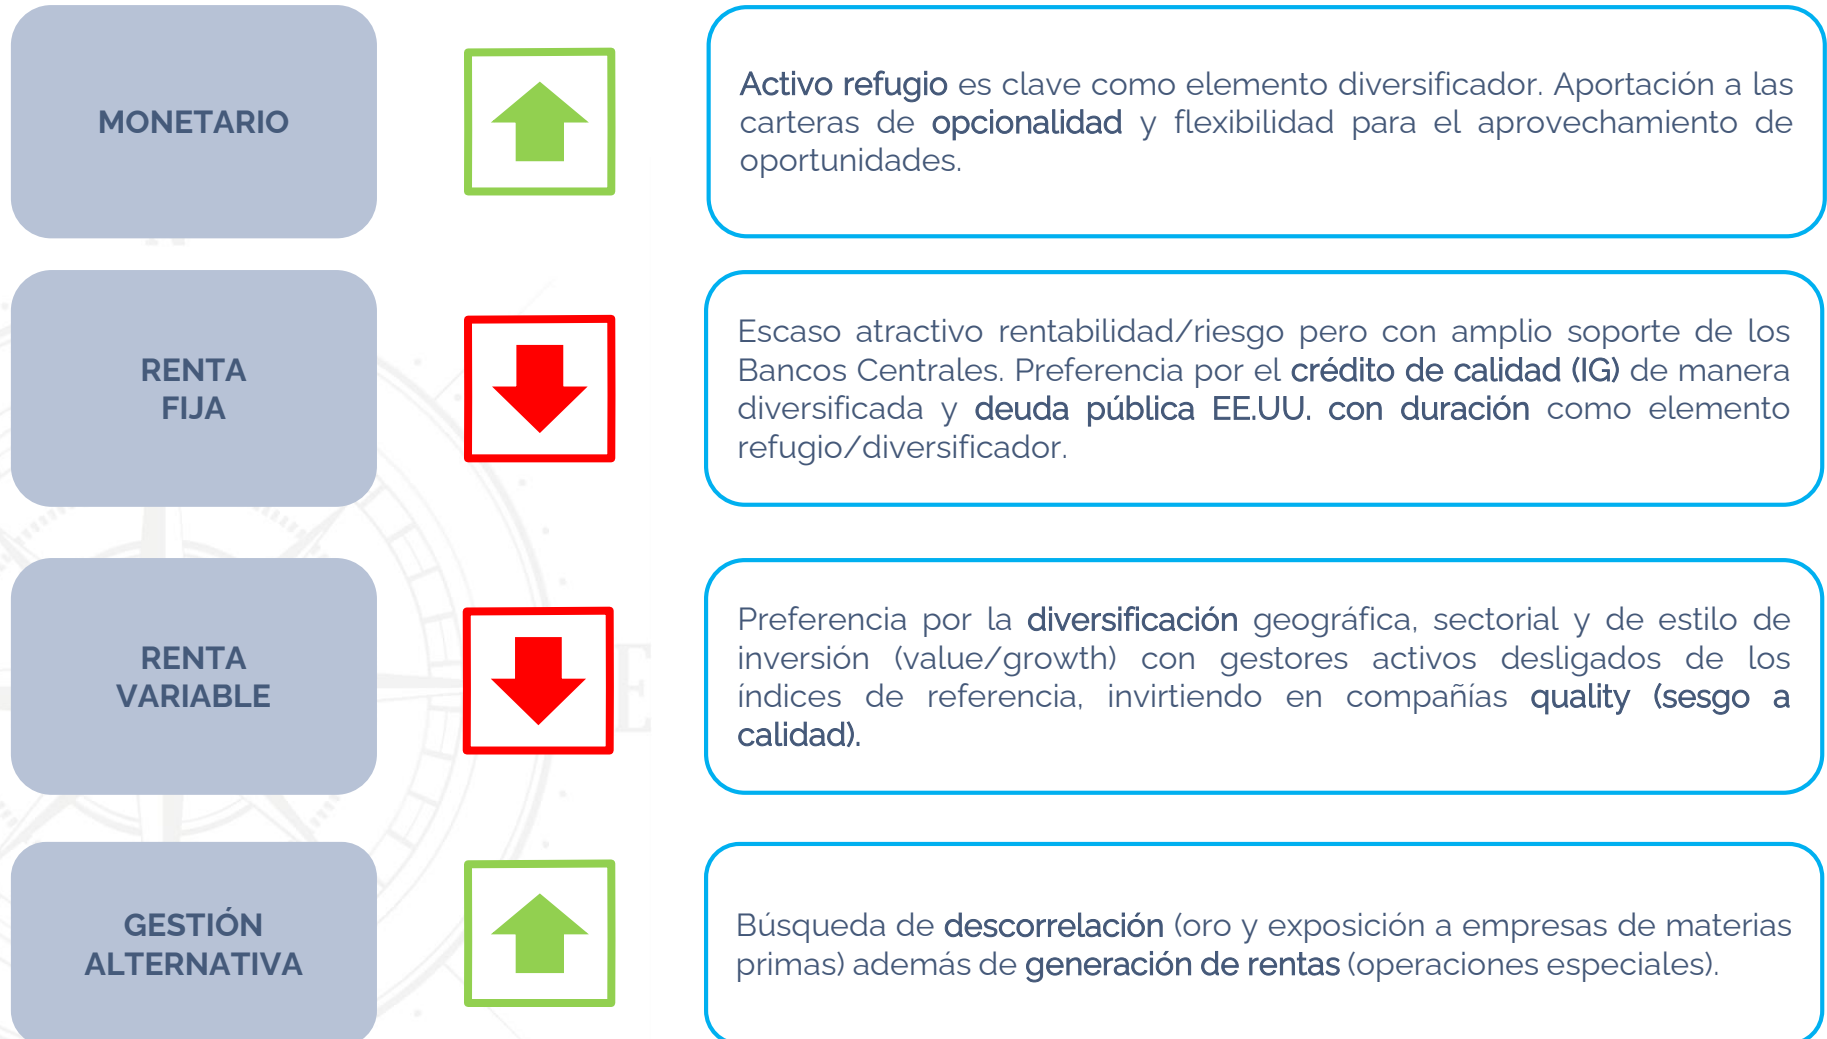 MONETARIO
Activo refugio es clave como elemento diversificador. Aportación a las
carteras de opcionalidad y flexibilidad para el aprovechamiento de
oportunidades.
RENTA
FIJA
Escaso atractivo rentabilidad/riesgo pero con amplio soporte de los
Bancos Centrales. Preferencia por el crédito de calidad (IG) de manera
diversificada y deuda pública EE.UU. con duración como elemento
refugio/diversificador.
RENTA
VARIABLE
Preferencia por la diversificación geográfica, sectorial y de estilo de
inversión (value/growth) con gestores activos desligados de los
índices de referencia, invirtiendo en compañías quality (sesgo a
calidad).
GESTIÓN
ALTERNATIVA
Búsqueda de descorrelación (oro y exposición a empresas de materias
primas) además de generación de rentas (operaciones especiales).
E